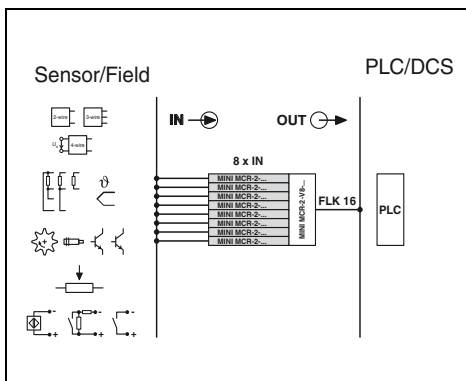 Sensor/Field
PLC/DCS
2-wire
3-wire
4-wire
IN
OUT
8 x IN
MINI MCR-2-...
MINI MCR-2-...
MINI MCR-2-...
MINI MCR-2-...
MINI MCR-2-...
MINI MCR-2-...
MINI MCR-2-...
MINI MCR-2-...
MINI MCR-2-V8-...
FLK 16
PLC
ϑ